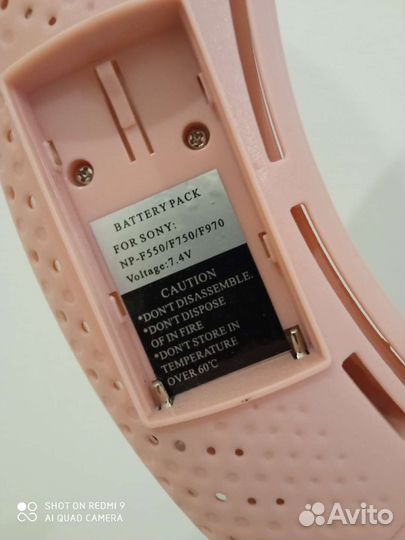 BATTERY PACK
FOR SONY:
NP-F550/F750/F970
Voltage:7.4V
CAUTION
*DON'T DISASSEMBLE.
*DON'T DISPOSE
OF IN FIRE
*DON'T STORE IN
TEMPERATURE
OVER 60℃
SHOT ON REDMI 9
AI QUAD CAMERA
Avito